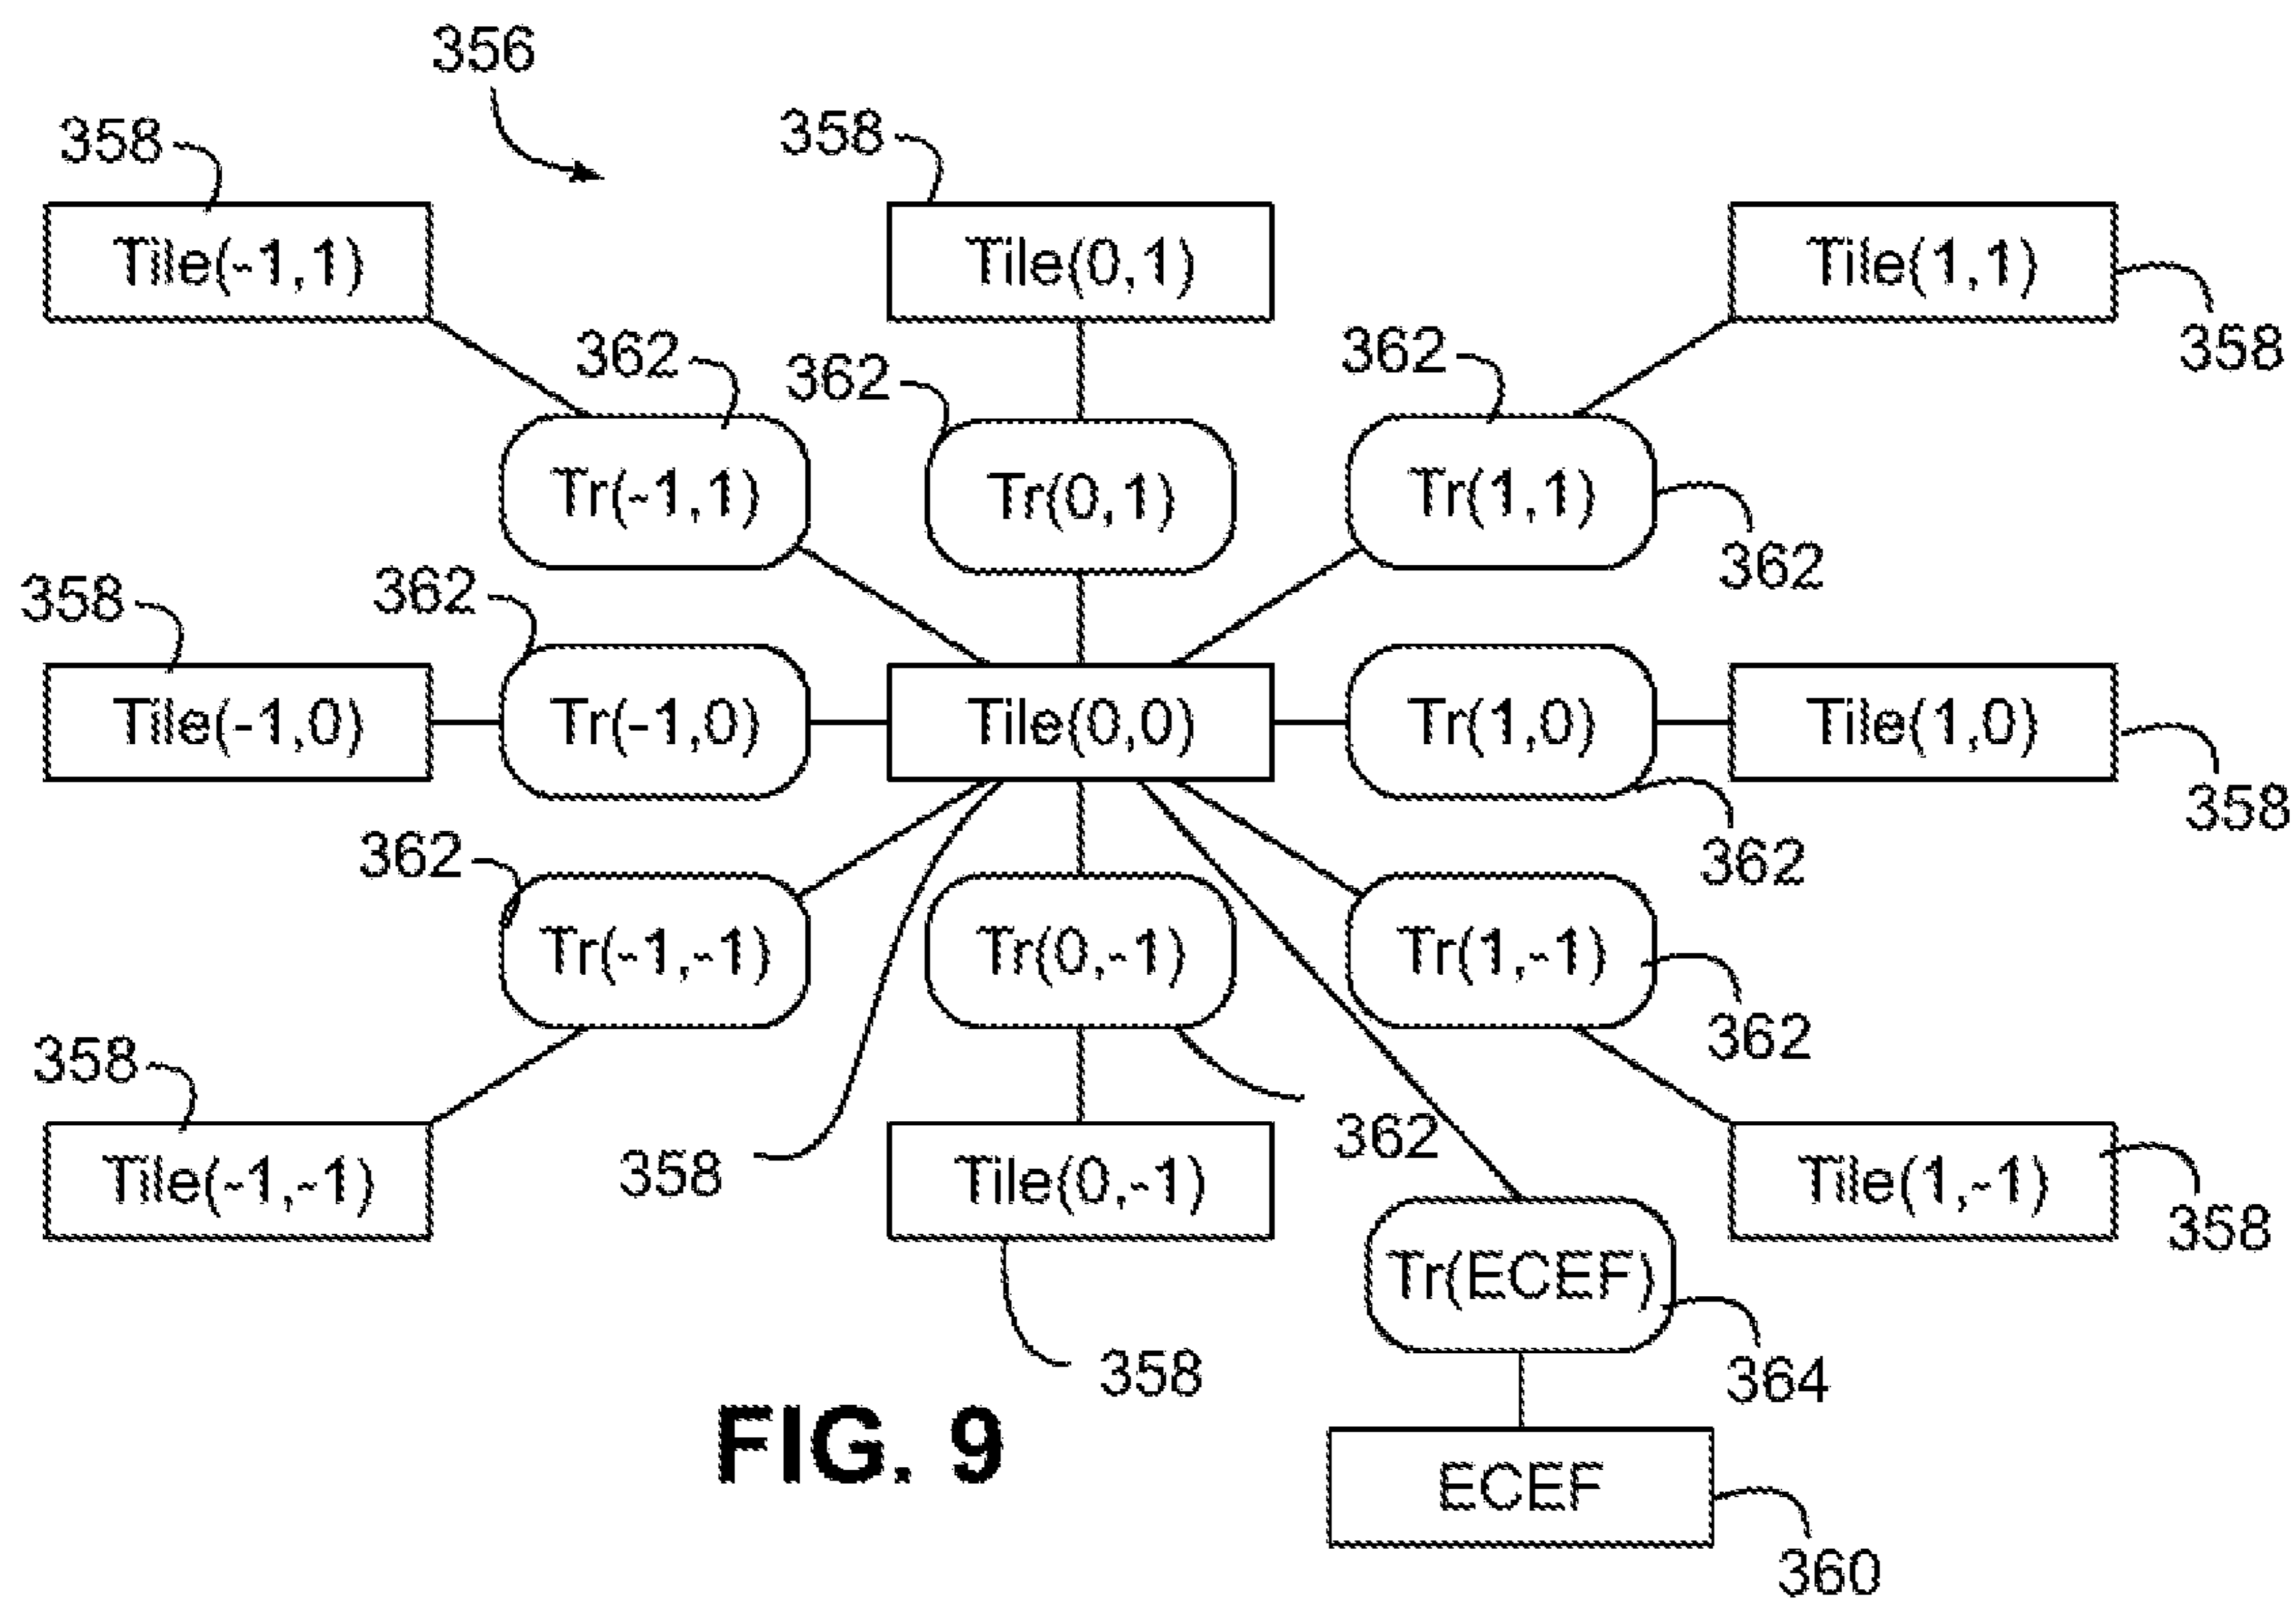 356
358
358
Tile(-1,1)
Tile(0,1)
Tile(1,1)
358
362
362
362
Tr(-1,1)
Tr(0,1)
Tr(1,1)
362
358
362
Tile(-1,0)
Tr(-1,0)
Tile(0,0)
Tr(1,0)
Tile(1,0)
358
362
362
Tr(-1,-1)
Tr(0,-1)
Tr(1,-1)
362
358
358
362
Tile(-1,-1)
Tile(0,-1)
Tile(1,-1)
358
Tr(ECEF)
358
364
FIG. 9
ECEF
360